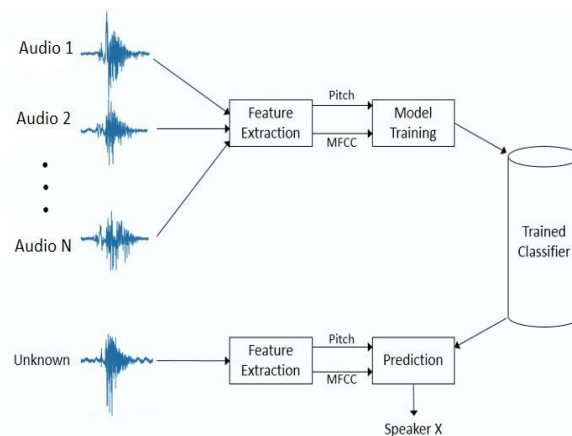 Audio 1
Audio 2
Audio N
Feature
Extraction
Pitch
MFCC
Model
Training
Trained
Classifier
Unknown
Feature
Extraction
Pitch
MFCC
Prediction
Speaker X